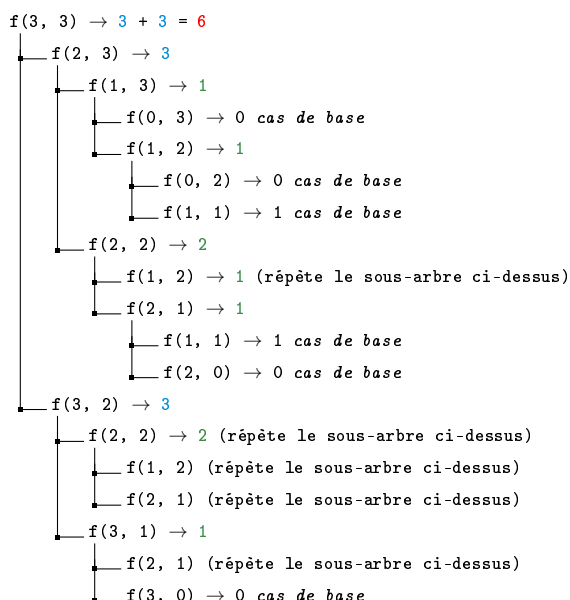 f(3, 3) → 3 + 3 = 6
f(2, 3) → 3
f(1, 3) → 1
f(0, 3) → 0 cas de base
f(1, 2) → 1
f(0, 2) → 0 cas de base
f(1, 1) → 1 cas de base
f(2, 2) → 2
f(1, 2) → 1 (répète le sous-arbre ci-dessus)
f(2, 1) → 1
f(1, 1) → 1 cas de base
f(2, 0) → 0 cas de base
f(3, 2) → 3
f(2, 2) → 2 (répète le sous-arbre ci-dessus)
f(1, 2) (répète le sous-arbre ci-dessus)
f(2, 1) (répète le sous-arbre ci-dessus)
f(3, 1) → 1
f(2, 1) (répète le sous-arbre ci-dessus)
f(3, 0) → 0 cas de base